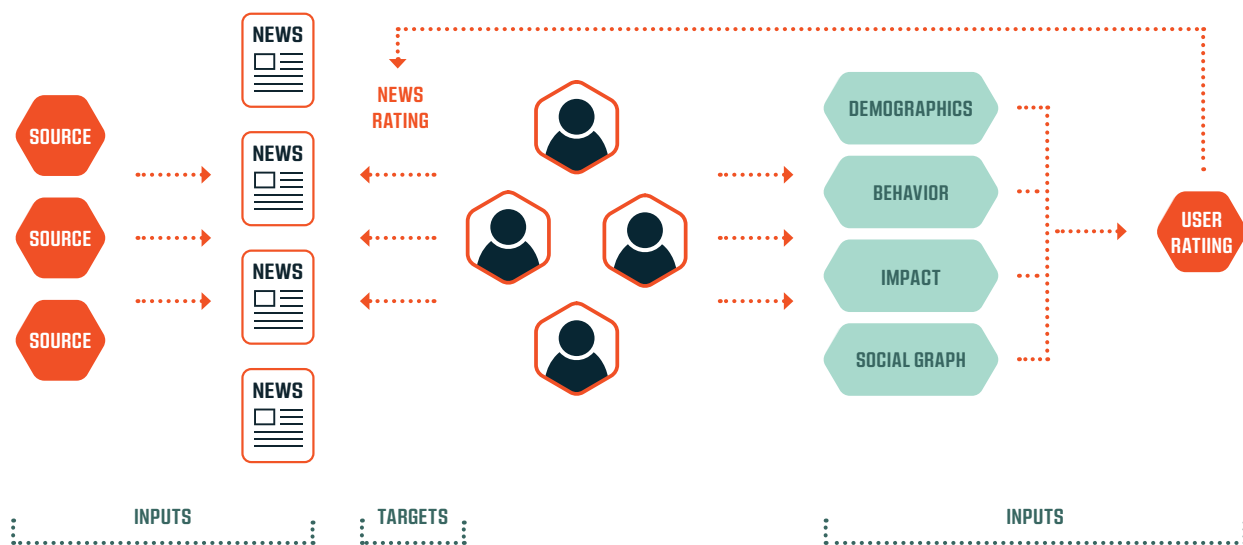 NEWS
NEWS
NEWS
NEWS
SOURCE
SOURCE
SOURCE
NEWS
RATING
DEMOGRAPHICS
BEHAVIOR
IMPACT
SOCIAL GRAPH
USER
RATIING
INPUTS
TARGETS
INPUTS